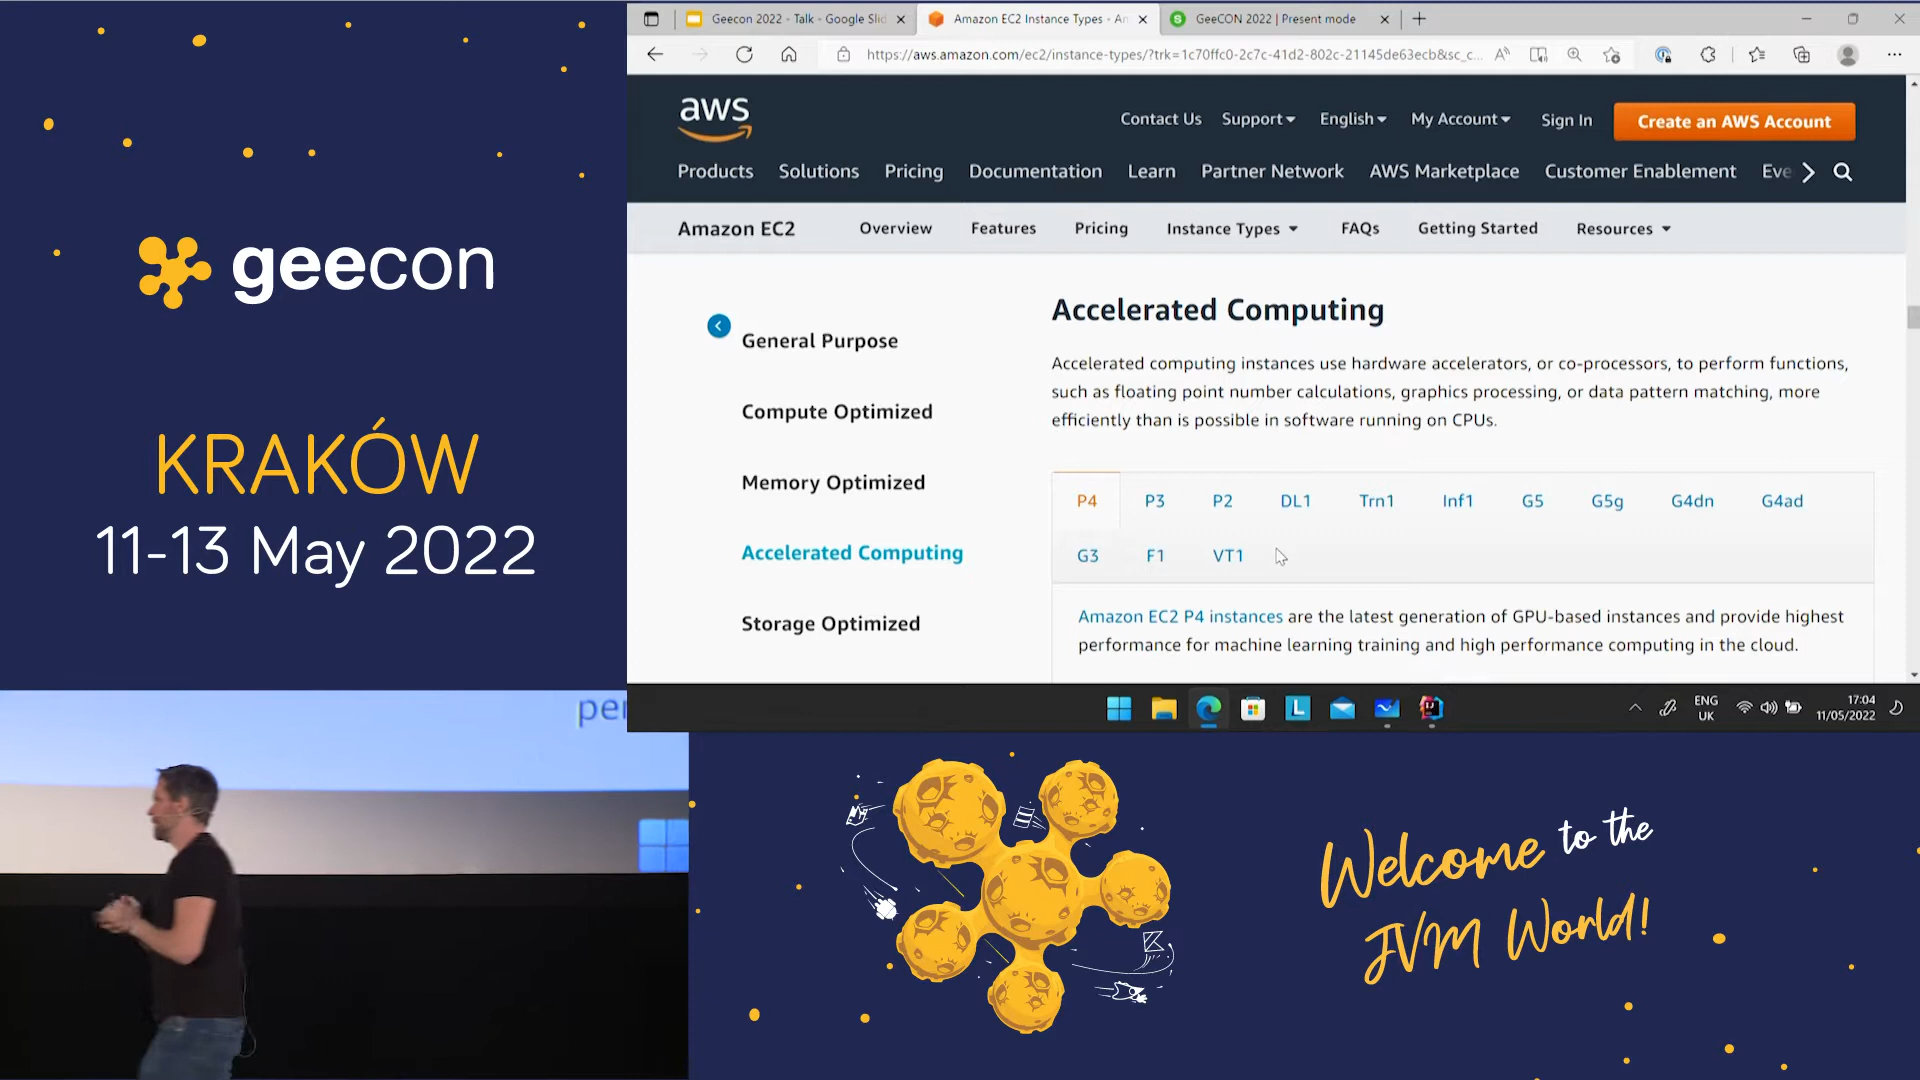 geecon
KRAKÓW
11-13 May 2022
Geecon 2022 - Talk - Google Slid
Amazon EC2 Instance Types - An
GeeCON 2022 | Present mode
https://aws.amazon.com/ec2/instance-types/?trk=1c70ffc0-2c7c-41d2-802c-21145de63ecb&sc_c...
aws
Contact Us Support English My Account Sign In Create an AWS Account
Products Solutions Pricing Documentation Learn Partner Network AWS Marketplace Customer Enablement Eve
Amazon EC2 Overview Features Pricing Instance Types FAQs Getting Started Resources
General Purpose
Compute Optimized
Memory Optimized
Accelerated Computing
Storage Optimized
Accelerated Computing
Accelerated computing instances use hardware accelerators, or co-processors, to perform functions,
such as floating point number calculations, graphics processing, or data pattern matching, more
efficiently than is possible in software running on CPUs.
P4 P3 P2 DL1 Trn1 Inf1 G5 G5g G4dn G4ad
G3 F1 VT1
Amazon EC2 P4 instances are the latest generation of GPU-based instances and provide highest
performance for machine learning training and high performance computing in the cloud.
ENG
UK
17:04
11/05/2022
per
Welcome to the
JVM World!